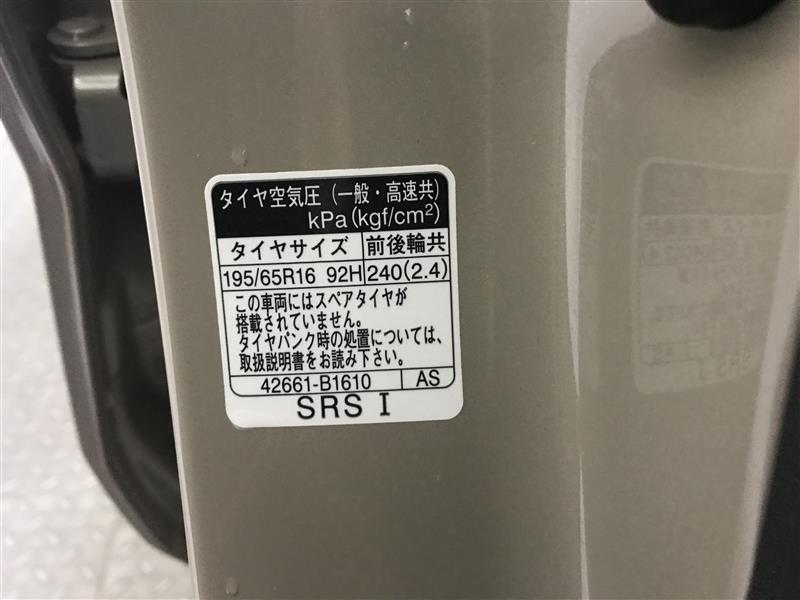 タイヤ空気圧（一般・高速共）
kPa(kgf/cm²)
タイヤサイズ 前後輪共
195/65R16 92H 240(2.4)
この車両にはスペアタイヤが
搭載されていません。
タイヤパンク時の処置については、
取扱説明書をお読み下さい。
42661-B1610 AS
SRS I